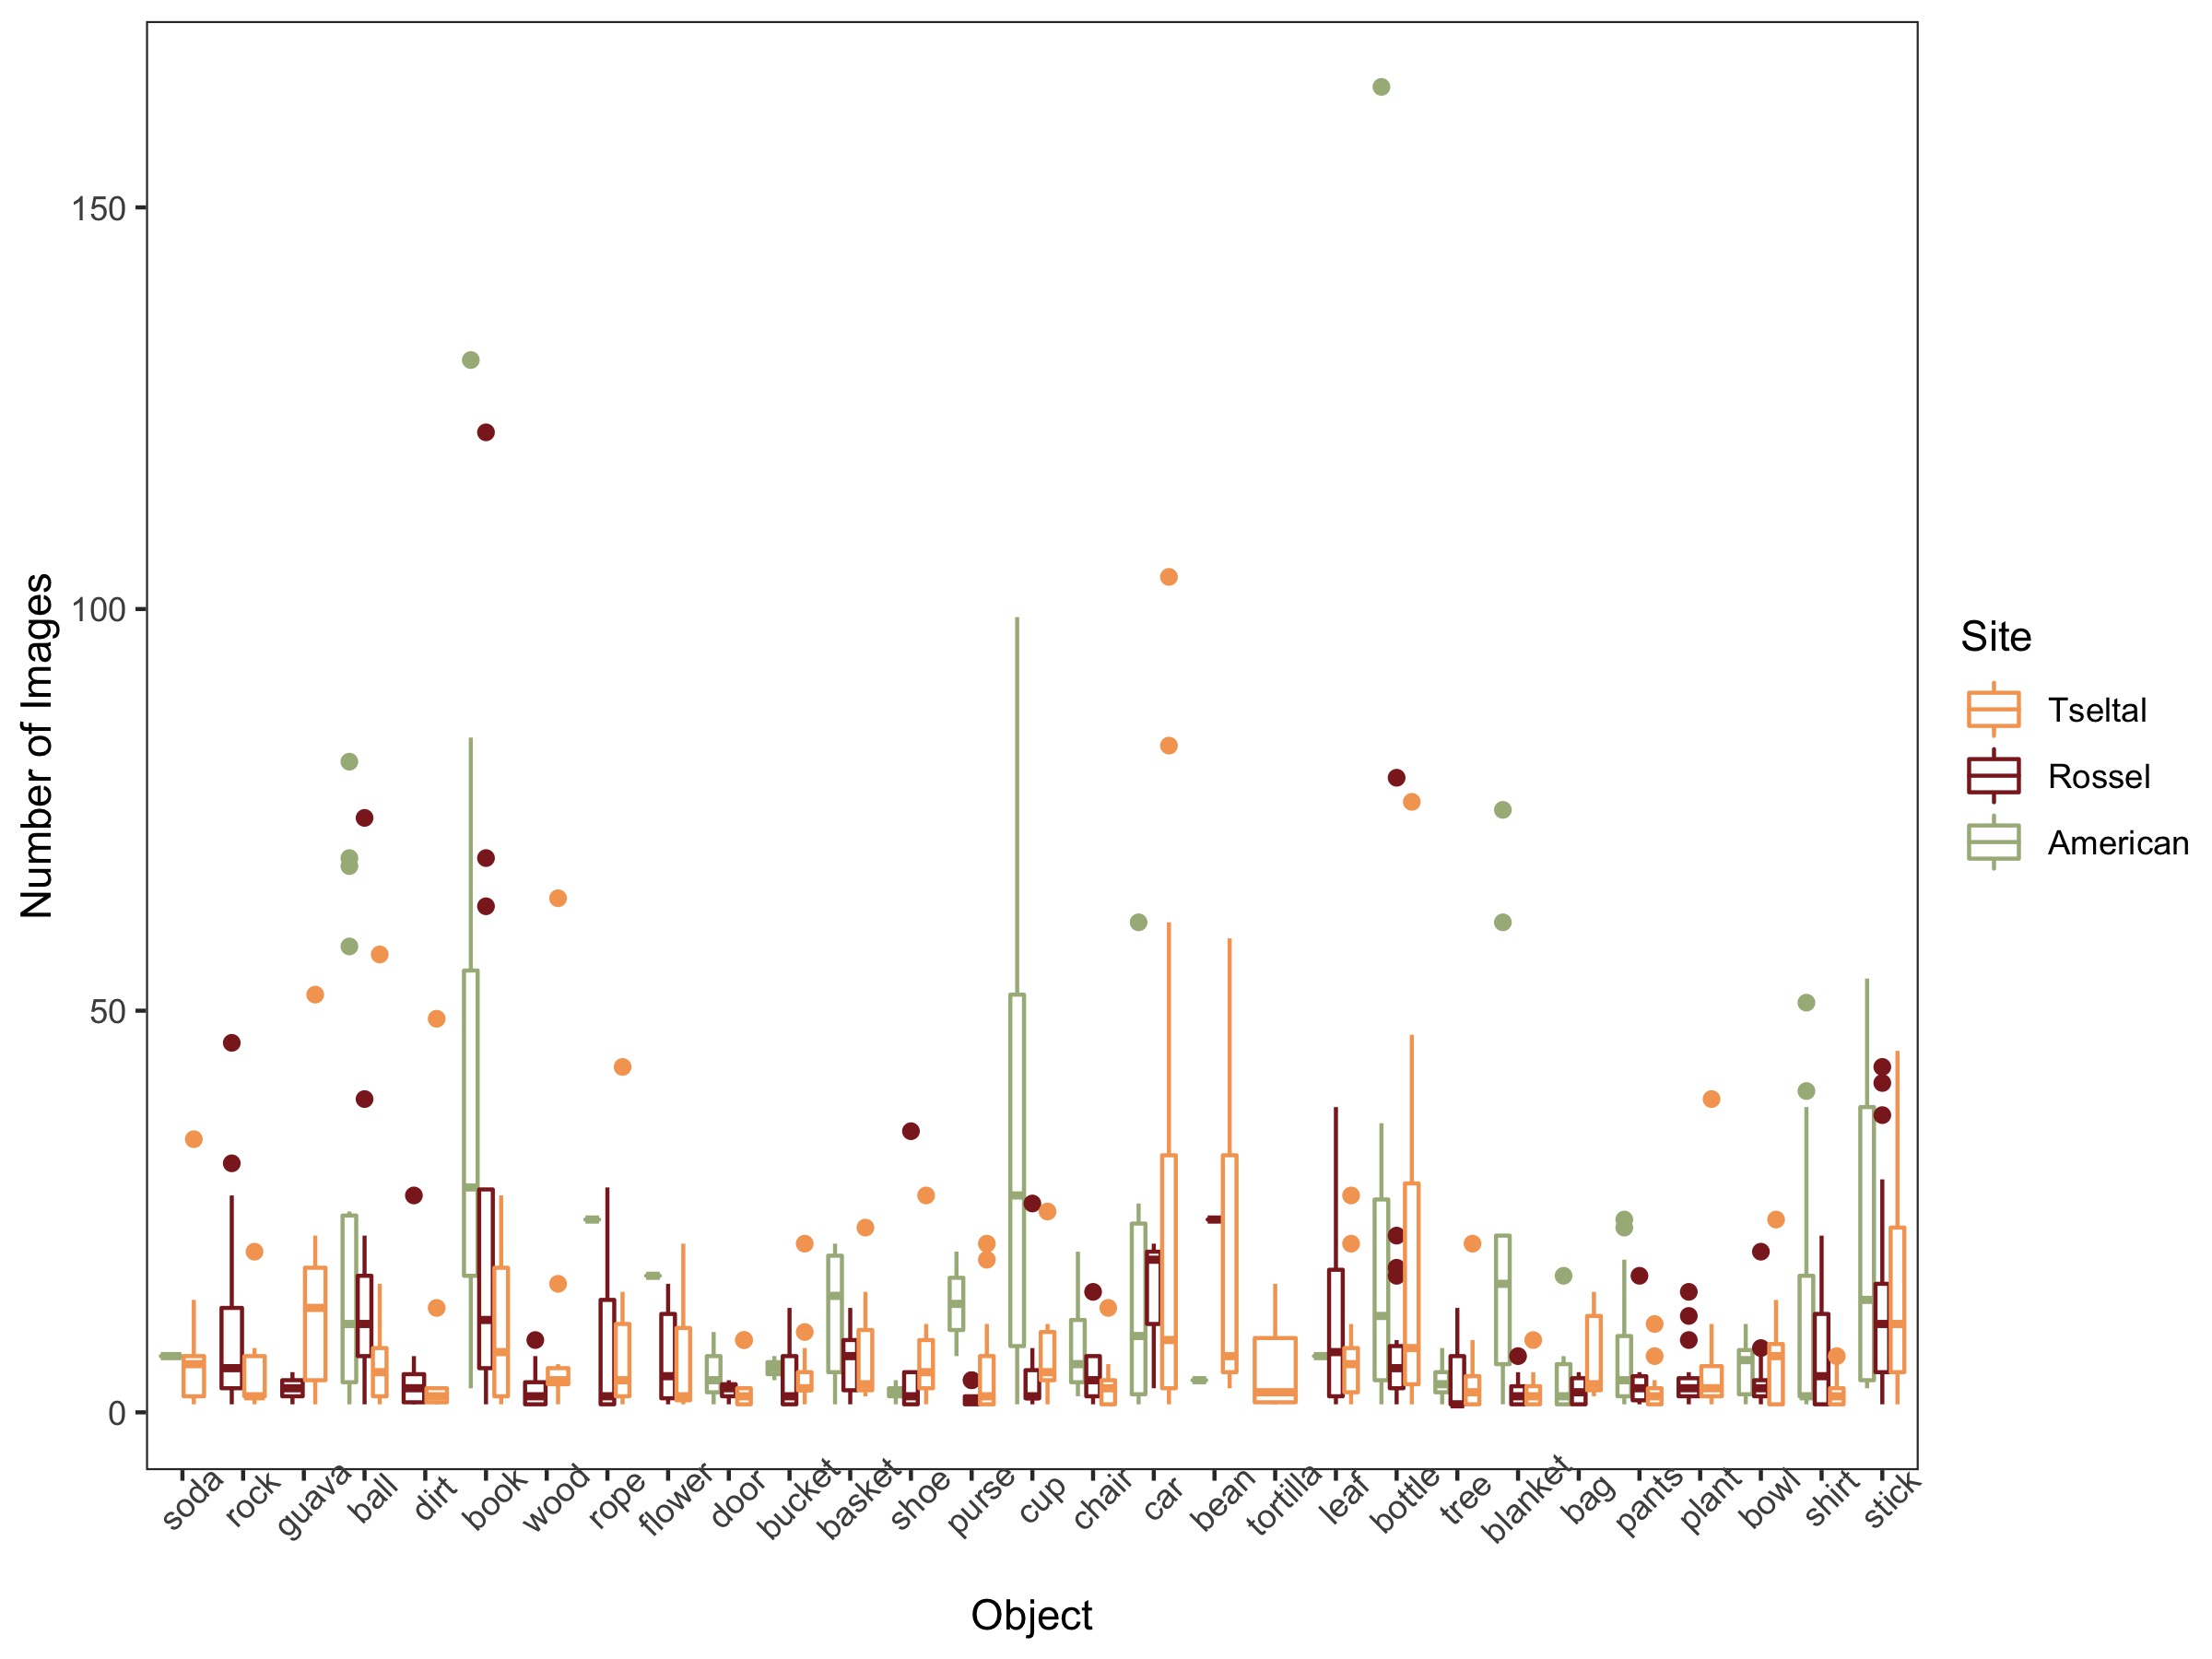 150
100
50
0
Number of Images
soda
rock
guava
ball
dirt
book
wood
rope
flower
door
bucket
basket
shoe
purse
cup
chair
car
bean
tortilla
leaf
bottle
tree
blanket
bag
pants
plant
bowl
shirt
stick
Object
Site
Tseltal
Rossel
American